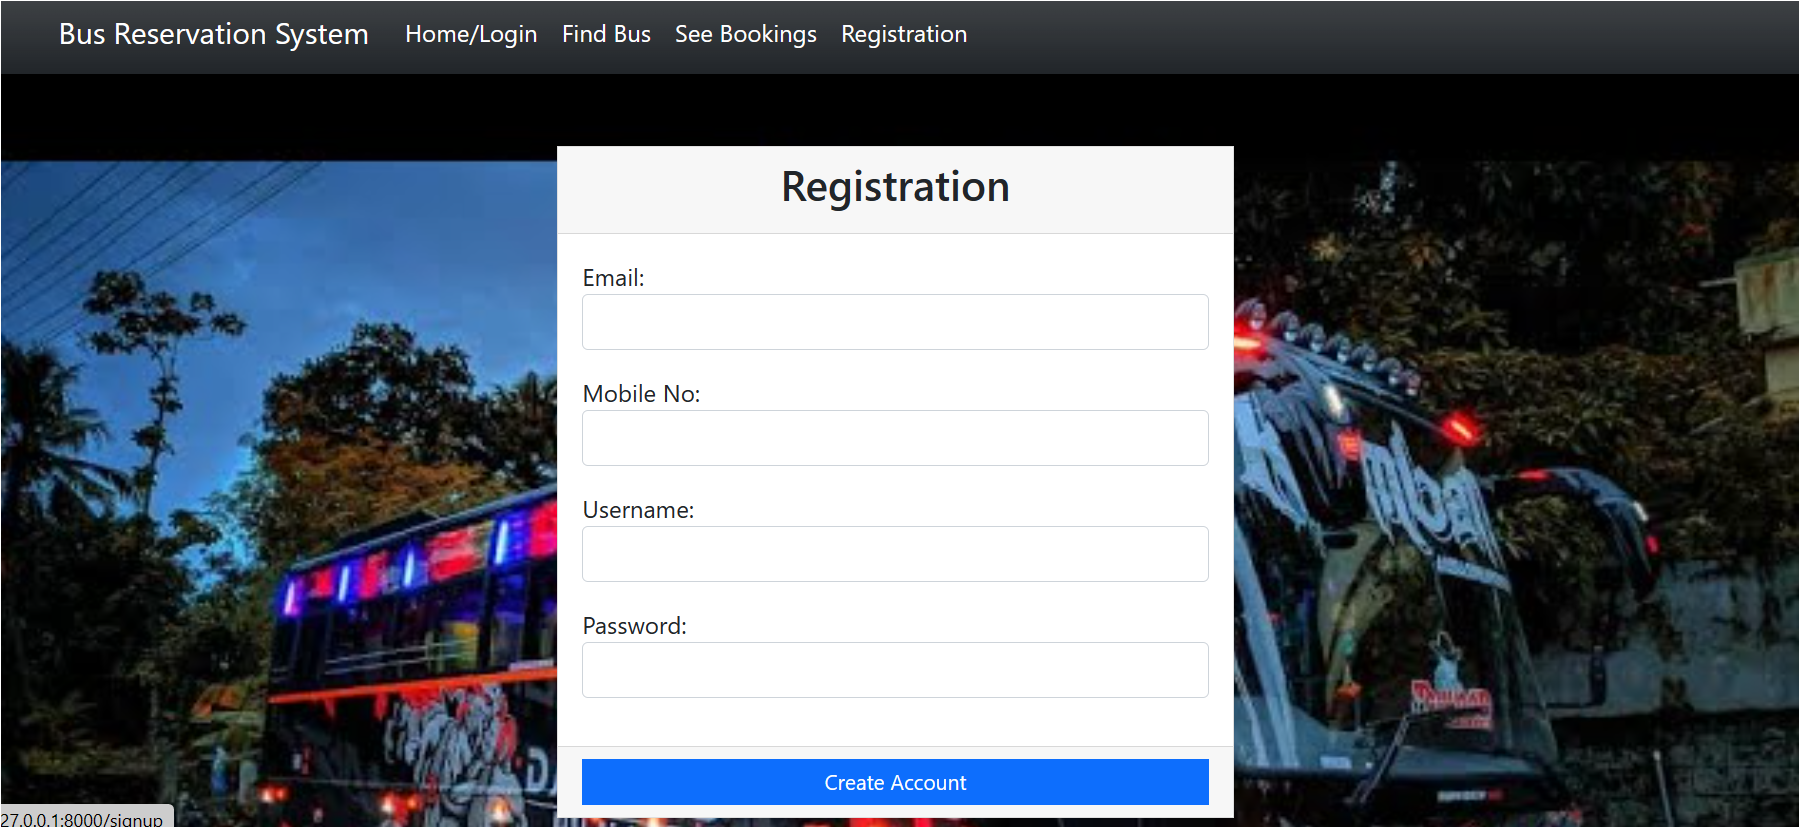 Bus Reservation System Home/Login Find Bus See Bookings Registration
Registration
Email:
Mobile No:
Username:
Password:
Create Account
27.0.0.1:8000/signup